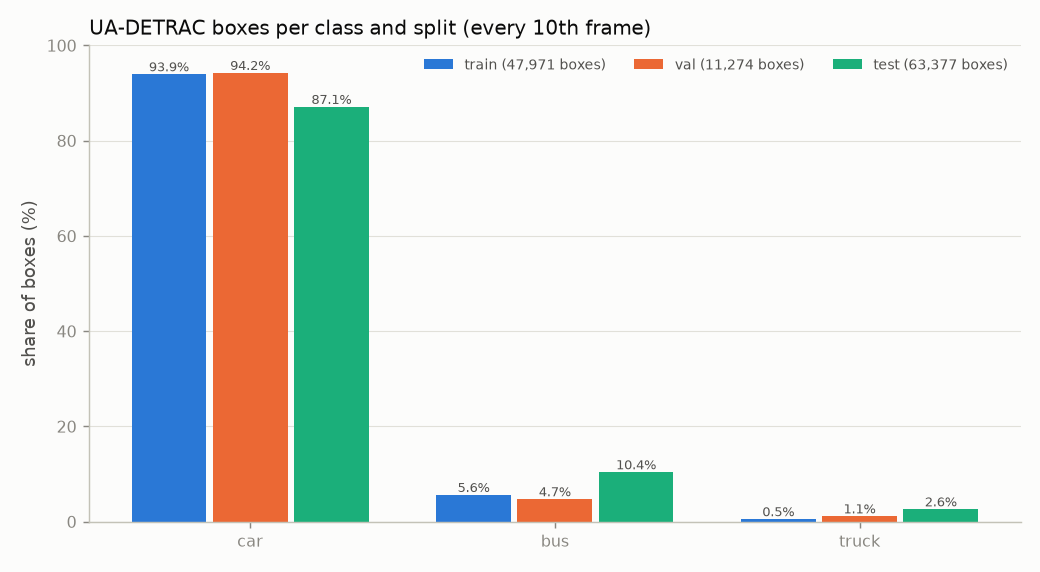 UA-DETRAC boxes per class and split (every 10th frame)
train (47,971 boxes) val (11,274 boxes) test (63,377 boxes)
share of boxes (%)
100
80
60
40
20
0
93.9% 94.2% 87.1%
5.6% 4.7% 10.4%
0.5% 1.1% 2.6%
car bus truck